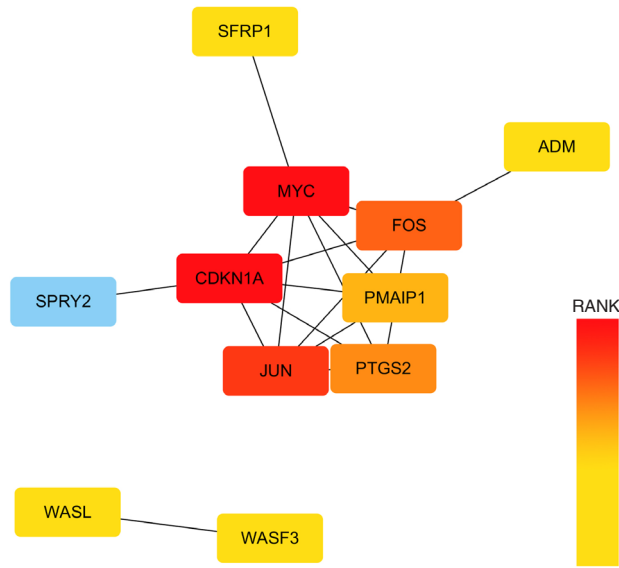 SFRP1
ADM
MYC
FOS
CDKN1A
SPRY2
PMAIP1
RANK
JUN
PTGS2
WASL
WASF3